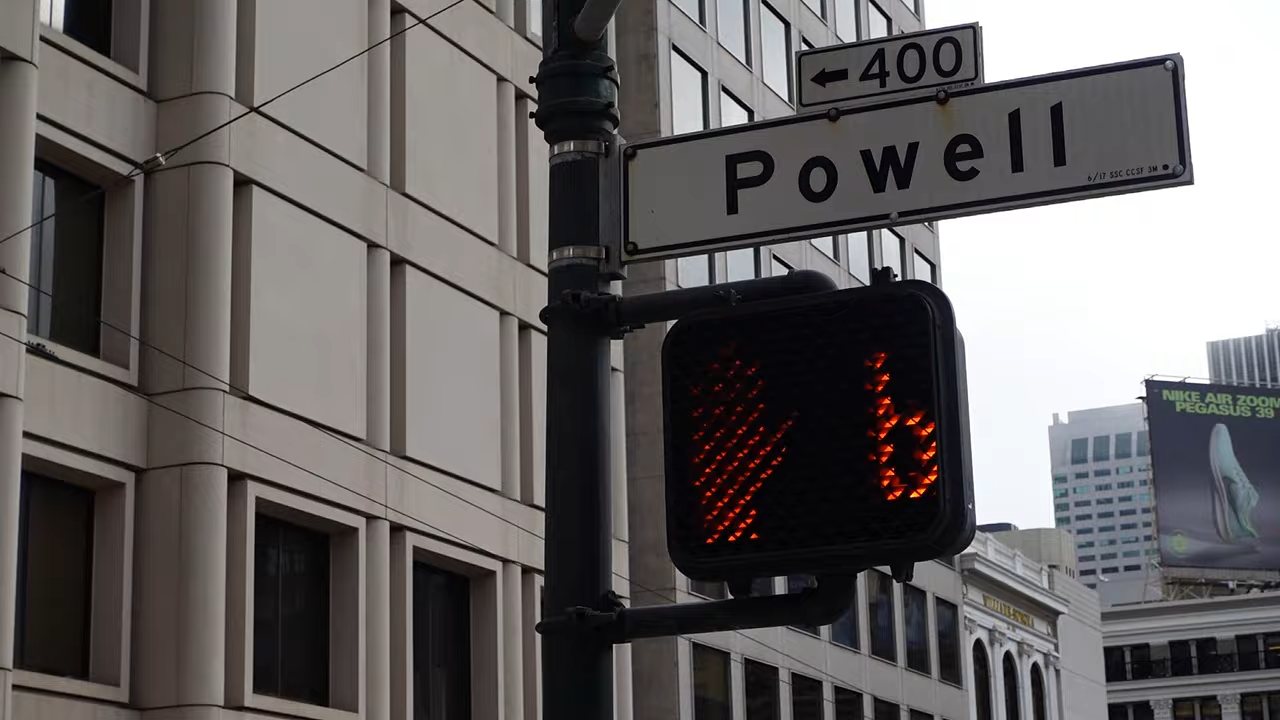 ←400
Powell
6/17 SSC CCSF 3M
6
NIKE AIR ZOOM
PEGASUS 39